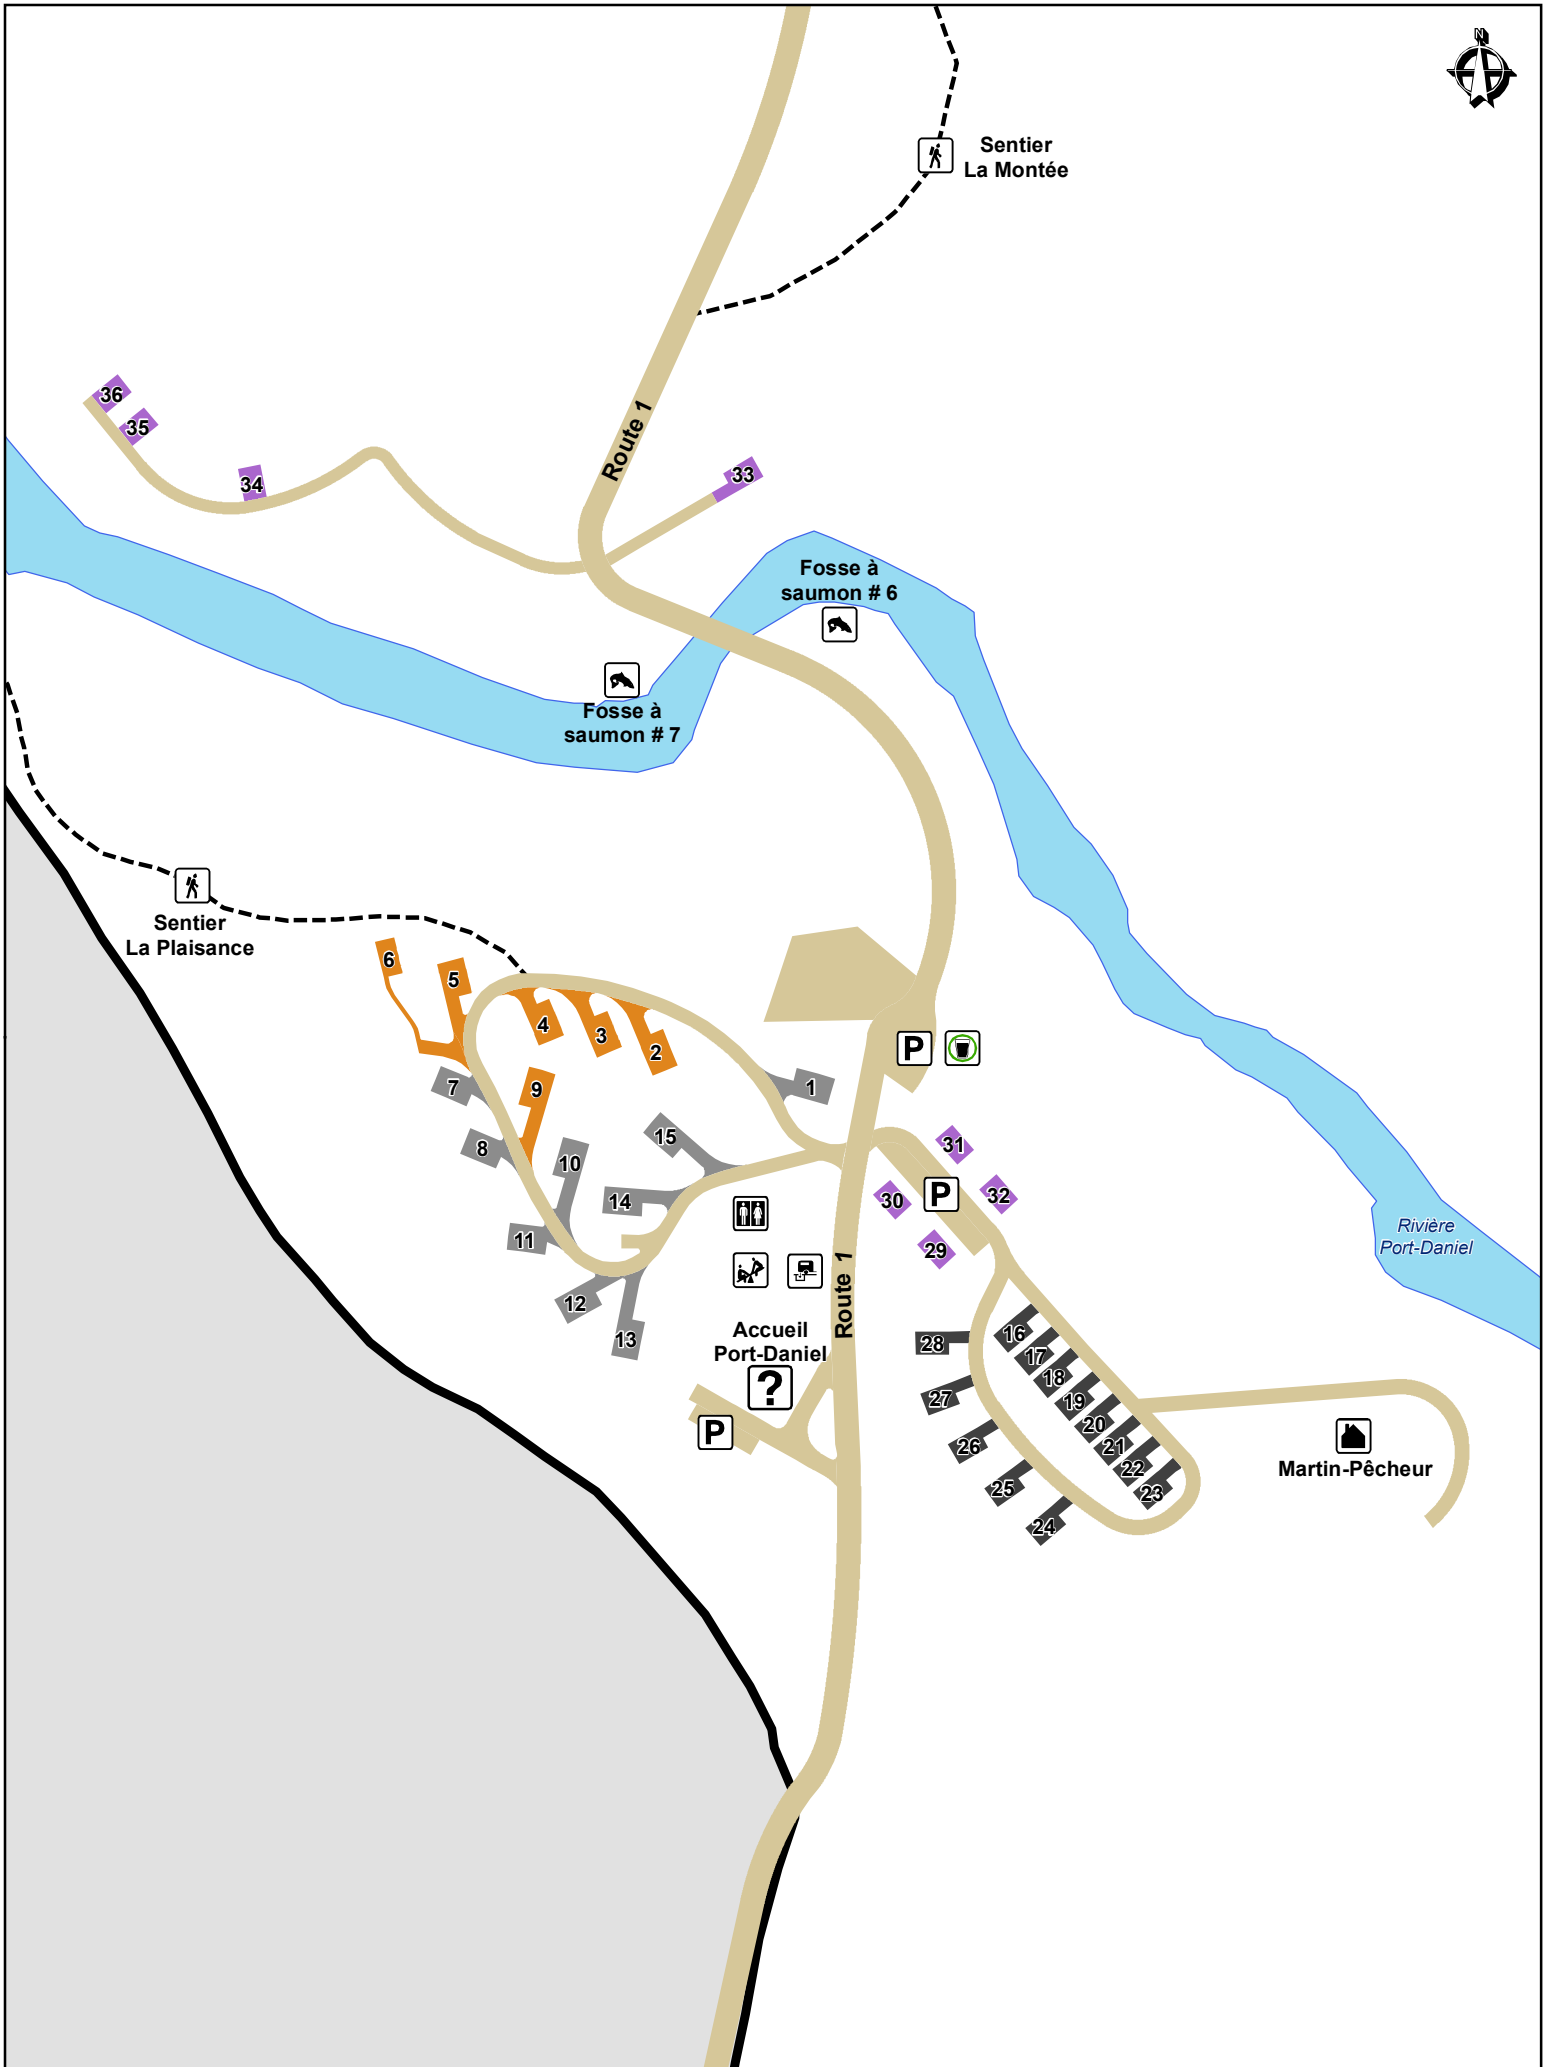 N
Sentier
La Montée
36
35
34
Route 1
33
Fosse à
saumon # 6
Fosse à
saumon # 7
Sentier
La Plaisance
6
5
4
3
2
P
7
9
1
8
10
15
31
14
30
P
32
11
29
Rivière
Port-Daniel
12
13
Route 1
Accueil
Port-Daniel
?
P
28
16
17
18
27
19
20
26
21
22
25
23
24
Martin-Pêcheur